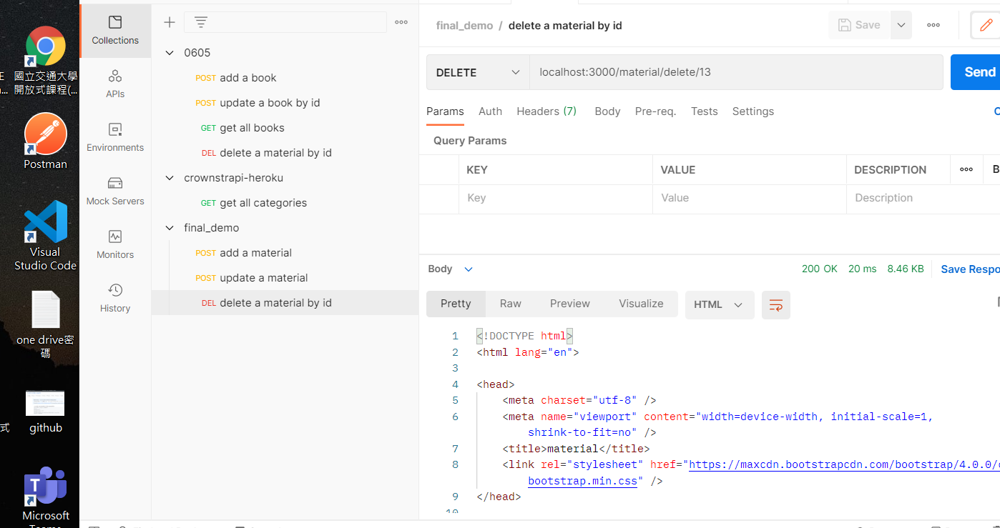 國立交通大學
開放式課程(...
Postman
Visual
Studio Code
one drive密
碼
式
github
Microsoft
Collections
APIs
Environments
Mock Servers
Monitors
History
0605
POST add a book
POST update a book by id
GET get all books
DEL delete a material by id
crownstrapi-heroku
GET get all categories
final_demo
POST add a material
POST update a material
DEL delete a material by id
final_demo / delete a material by id
Save
DELETE localhost:3000/material/delete/13
Send
Params Auth Headers (7) Body Pre-req. Tests Settings
Query Params
KEY VALUE DESCRIPTION B
Key Value Description
Body 200 OK 20 ms 8.46 KB Save Respo
Pretty Raw Preview Visualize HTML
1 <!DOCTYPE html>
2 <html lang="en">
3
4 <head>
5 <meta charset="utf-8" />
6 <meta name="viewport" content="width=device-width, initial-scale=1,
shrink-to-fit=no" />
7 <title>material</title>
8 <link rel="stylesheet" href="https://maxcdn.bootstrapcdn.com/bootstrap/4.0.0/
bootstrap.min.css" />
9 </head>
10